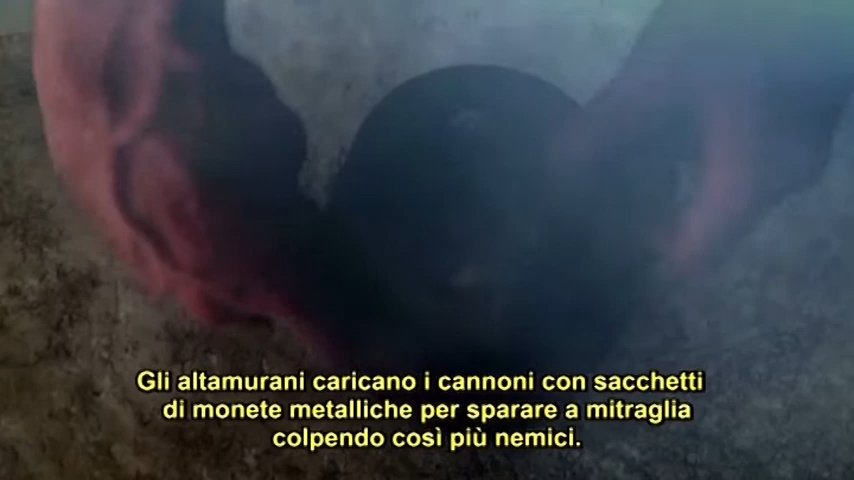 Gli altamurani caricano i cannoni con sacchetti
di monete metalliche per sparare a mitraglia
colpendo così più nemici.